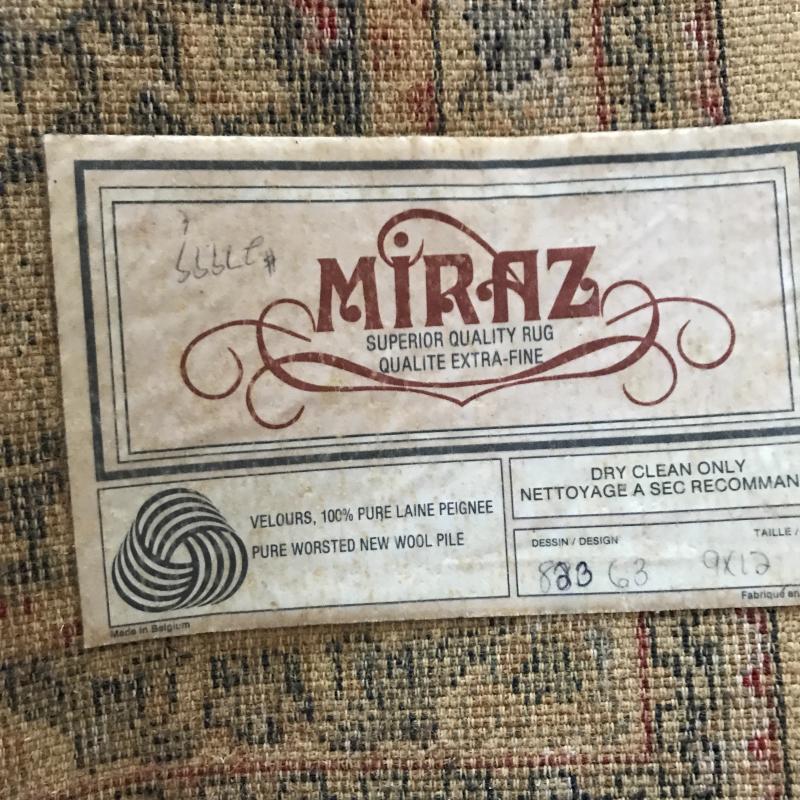 MiRAZ
SUPERIOR QUALITY RUG
QUALITE EXTRA-FINE
VELOURS, 100% PURE LAINE PEIGNEE
PURE WORSTED NEW WOOL PILE
Made in Belgium
DRY CLEAN ONLY
NETTOYAGE A SEC RECOMMAN
DESSIN / DESIGN
TAILLE /
63
9X12
Fabriqué en